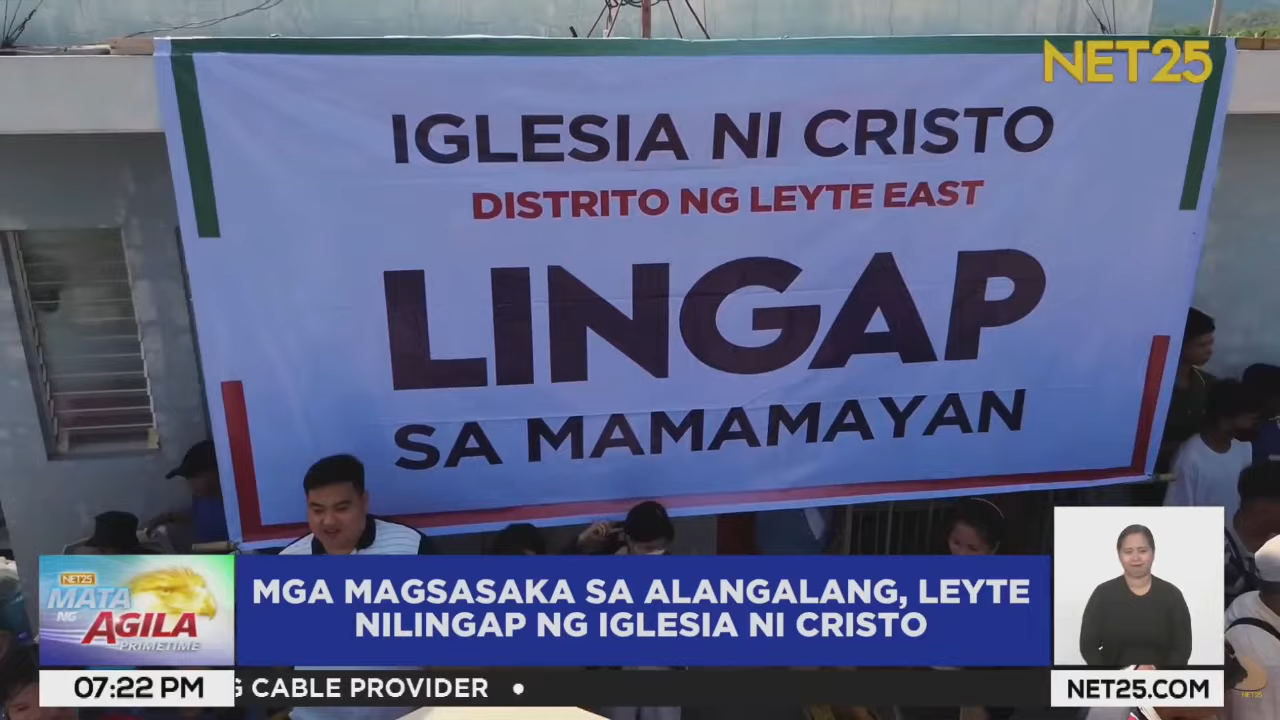 NET25
IGLESIA NI CRISTO
DISTRITO NG LEYTE EAST
LINGAP
SA MAMAMAYAN
NET25
MATA
NG
AGILA
PRIMETIME
MGA MAGSASAKA SA ALANGALANG, LEYTE
NILINGAP NG IGLESIA NI CRISTO
07:22 PM
CABLE PROVIDER •
NET25.COM
NET25